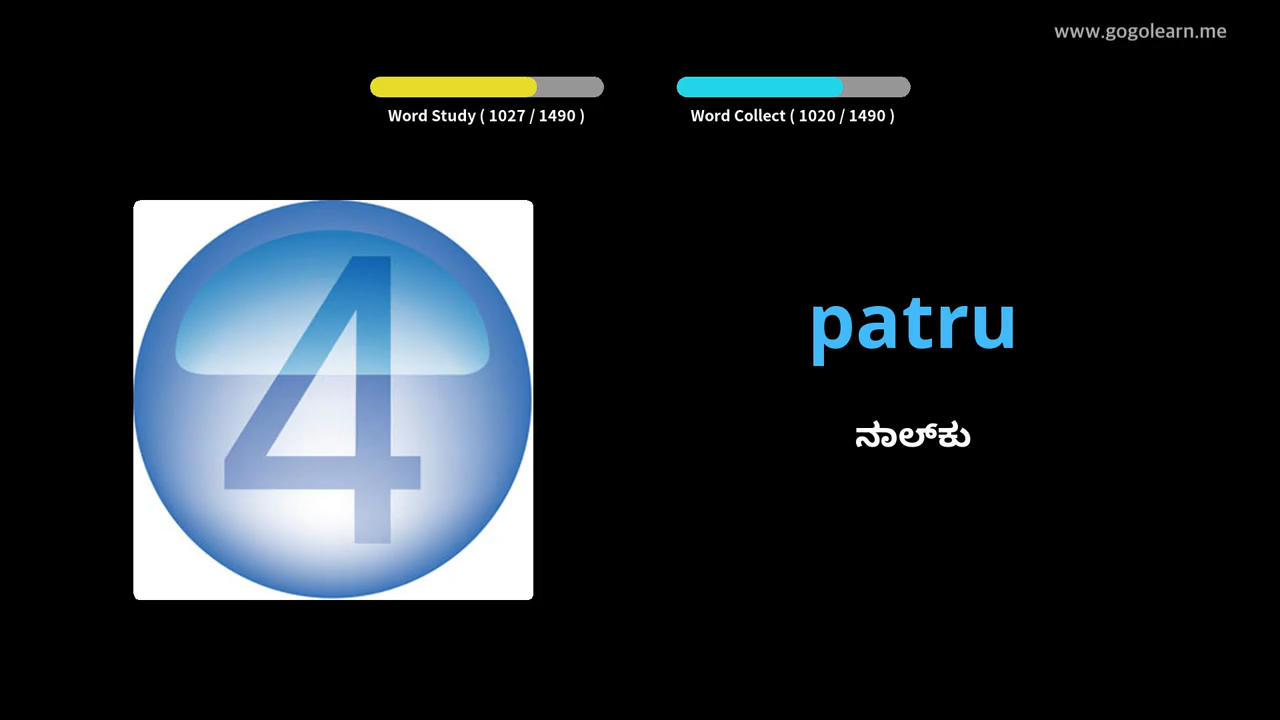 www.gogolearn.me
Word Study ( 1027 / 1490 )
Word Collect ( 1020 / 1490 )
4
patru
ನಾಲ್ಕು